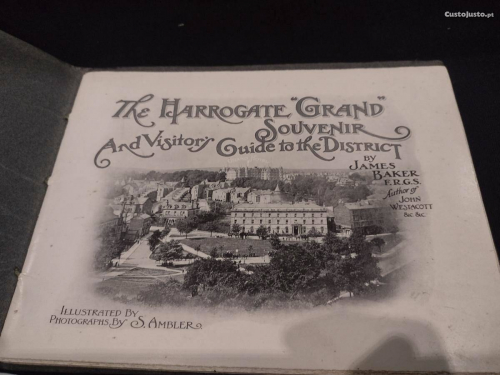 CustoJusto.pt
The HARROGATE "GRAND"
SOUVENIR
AND VISITOR'S GUIDE to the DISTRICT
BY
JAMES
BAKER
F.R.G.S.
Author of
JOHN
WESTACOTT
&c &c.
ILLUSTRATED BY
PHOTOGRAPHS, BY S. AMBLER.